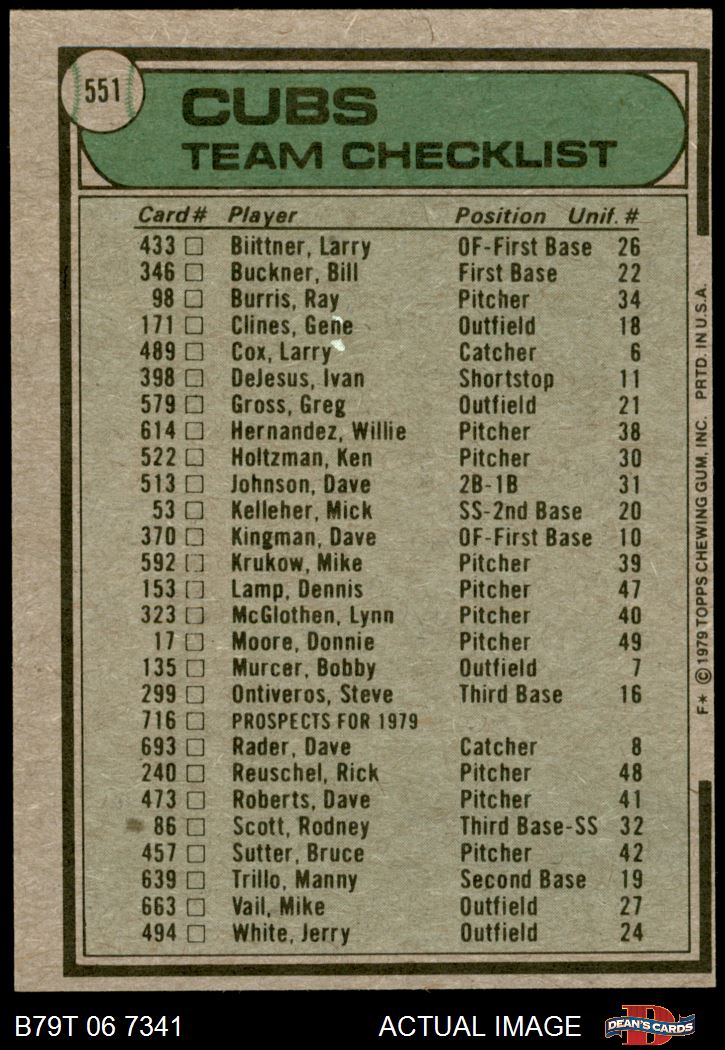 551
CUBS
TEAM CHECKLIST
Card# Player Position Unif. #
433 Biittner, Larry OF-First Base 26
346 Buckner, Bill First Base 22
98 Burris, Ray Pitcher 34
171 Clines, Gene Outfield 18
489 Cox, Larry Catcher 6
398 DeJesus, Ivan Shortstop 11
579 Gross, Greg Outfield 21
614 Hernandez, Willie Pitcher 38
522 Holtzman, Ken Pitcher 30
513 Johnson, Dave 2B-1B 31
53 Kelleher, Mick SS-2nd Base 20
370 Kingman, Dave OF-First Base 10
592 Krukow, Mike Pitcher 39
153 Lamp, Dennis Pitcher 47
323 McGlothen, Lynn Pitcher 40
17 Moore, Donnie Pitcher 49
135 Murcer, Bobby Outfield 7
299 Ontiveros, Steve Third Base 16
716 PROSPECTS FOR 1979
693 Rader, Dave Catcher 8
240 Reuschel, Rick Pitcher 48
473 Roberts, Dave Pitcher 41
86 Scott, Rodney Third Base-SS 32
457 Sutter, Bruce Pitcher 42
639 Trillo, Manny Second Base 19
663 Vail, Mike Outfield 27
494 White, Jerry Outfield 24
F* © 1979 TOPPS CHEWING GUM, INC. PRTD. IN U.S.A.
B79T 06 7341 ACTUAL IMAGE
D
DEAN'S CARDS